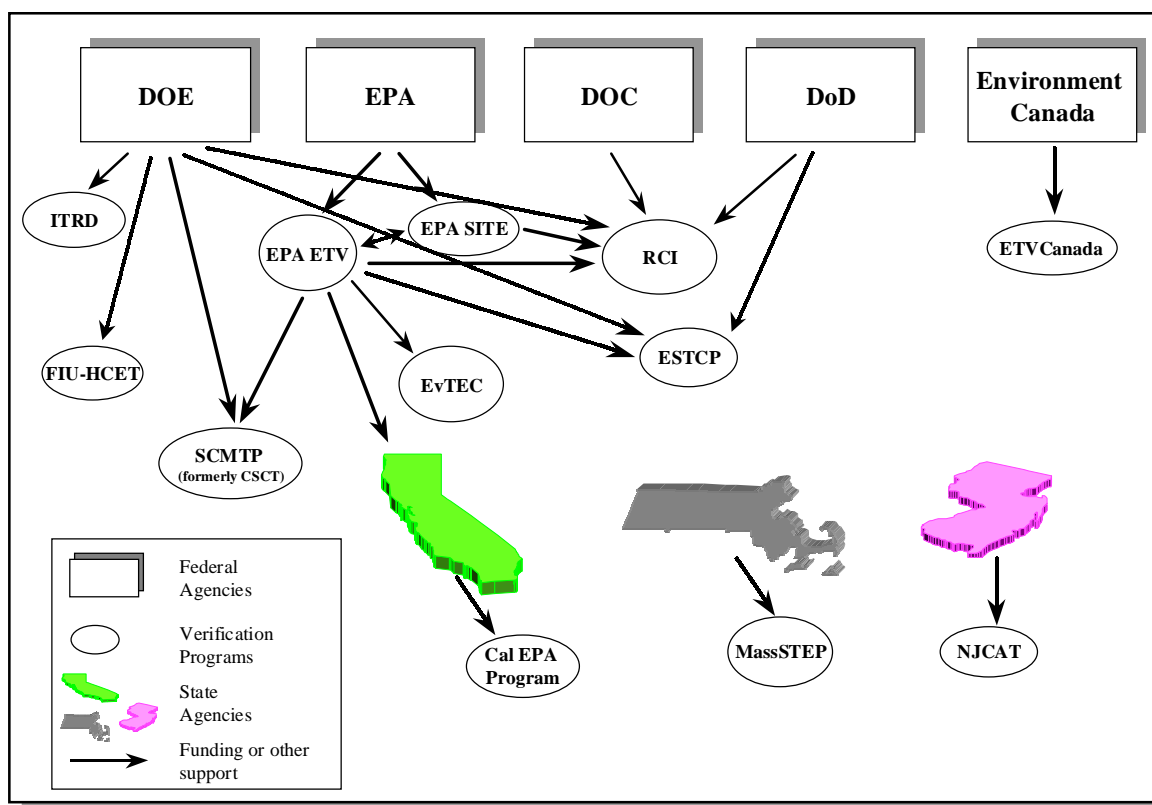 DOE
EPA
DOC
DoD
Environment
Canada
ITRD
EPA ETV
EPA SITE
RCI
ETVCanada
FIU-HCET
EvTEC
ESTCP
SCMTP
(formerly CSCT)
Federal
Agencies
Verification
Programs
State
Agencies
Funding or other
support
Cal EPA
Program
MassSTEP
NJCAT